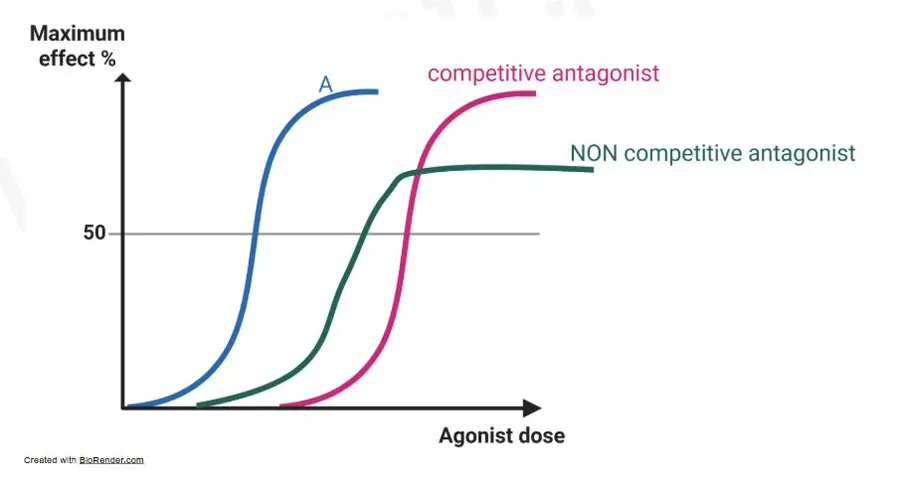 Maximum
effect %
A
competitive antagonist
NON competitive antagonist
50
Agonist dose
Created with BioRender.com